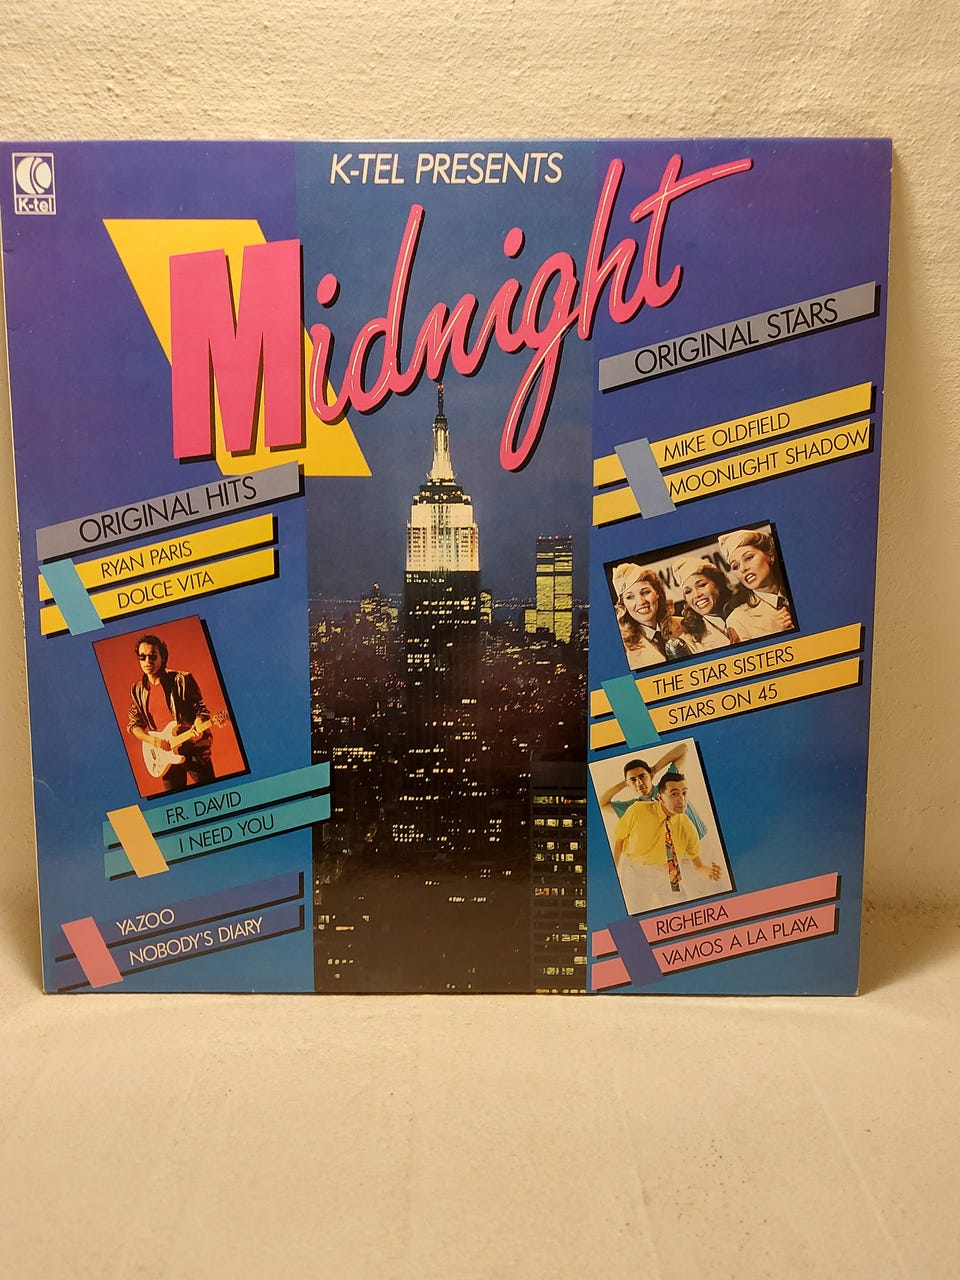 K-tel
K-TEL PRESENTS
Midnight
ORIGINAL HITS
RYAN PARIS
DOLCE VITA
F.R. DAVID
I NEED YOU
YAZOO
NOBODY'S DIARY
ORIGINAL STARS
MIKE OLDFIELD
MOONLIGHT SHADOW
THE STAR SISTERS
STARS ON 45
RIGHEIRA
VAMOS A LA PLAYA